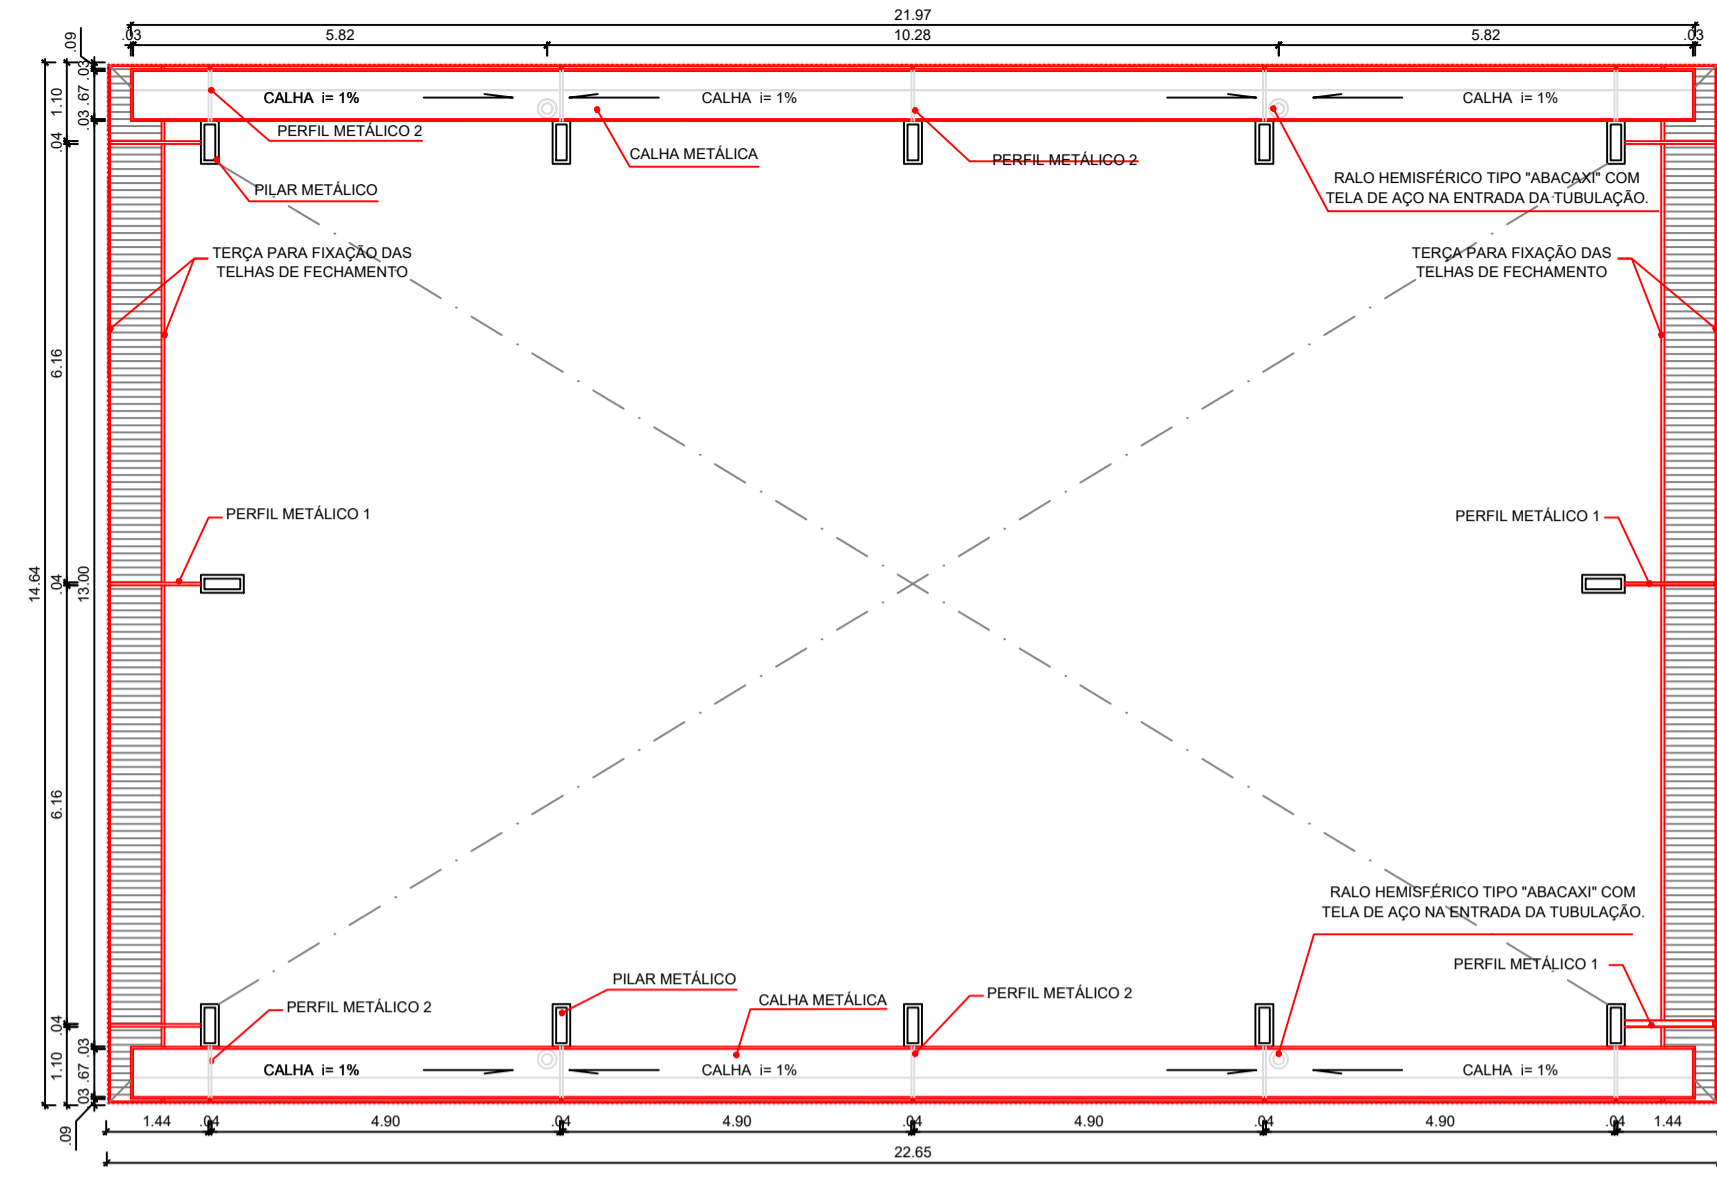 21.97
.03
5.82
10.28
5.82
.03
.09
.03
1.10
.67
.03
.04
CALHA i= 1%
CALHA i= 1%
CALHA i= 1%
PERFIL METÁLICO 2
CALHA METÁLICA
PERFIL METÁLICO 2
PILAR METÁLICO
RALO HEMISFÉRICO TIPO "ABACAXI" COM
TELA DE AÇO NA ENTRADA DA TUBULAÇÃO.
TERÇA PARA FIXAÇÃO DAS
TELHAS DE FECHAMENTO
TERÇA PARA FIXAÇÃO DAS
TELHAS DE FECHAMENTO
6.16
PERFIL METÁLICO 1
PERFIL METÁLICO 1
14.64
.04
13.00
6.16
RALO HEMISFÉRICO TIPO "ABACAXI" COM
TELA DE AÇO NA ENTRADA DA TUBULAÇÃO.
PERFIL METÁLICO 1
PILAR METÁLICO
CALHA METÁLICA
PERFIL METÁLICO 2
PERFIL METÁLICO 2
.04
.03
1.10
.67
.03
.09
CALHA i= 1%
CALHA i= 1%
CALHA i= 1%
1.44
.04
4.90
.04
4.90
.04
4.90
.04
4.90
.04
1.44
22.65